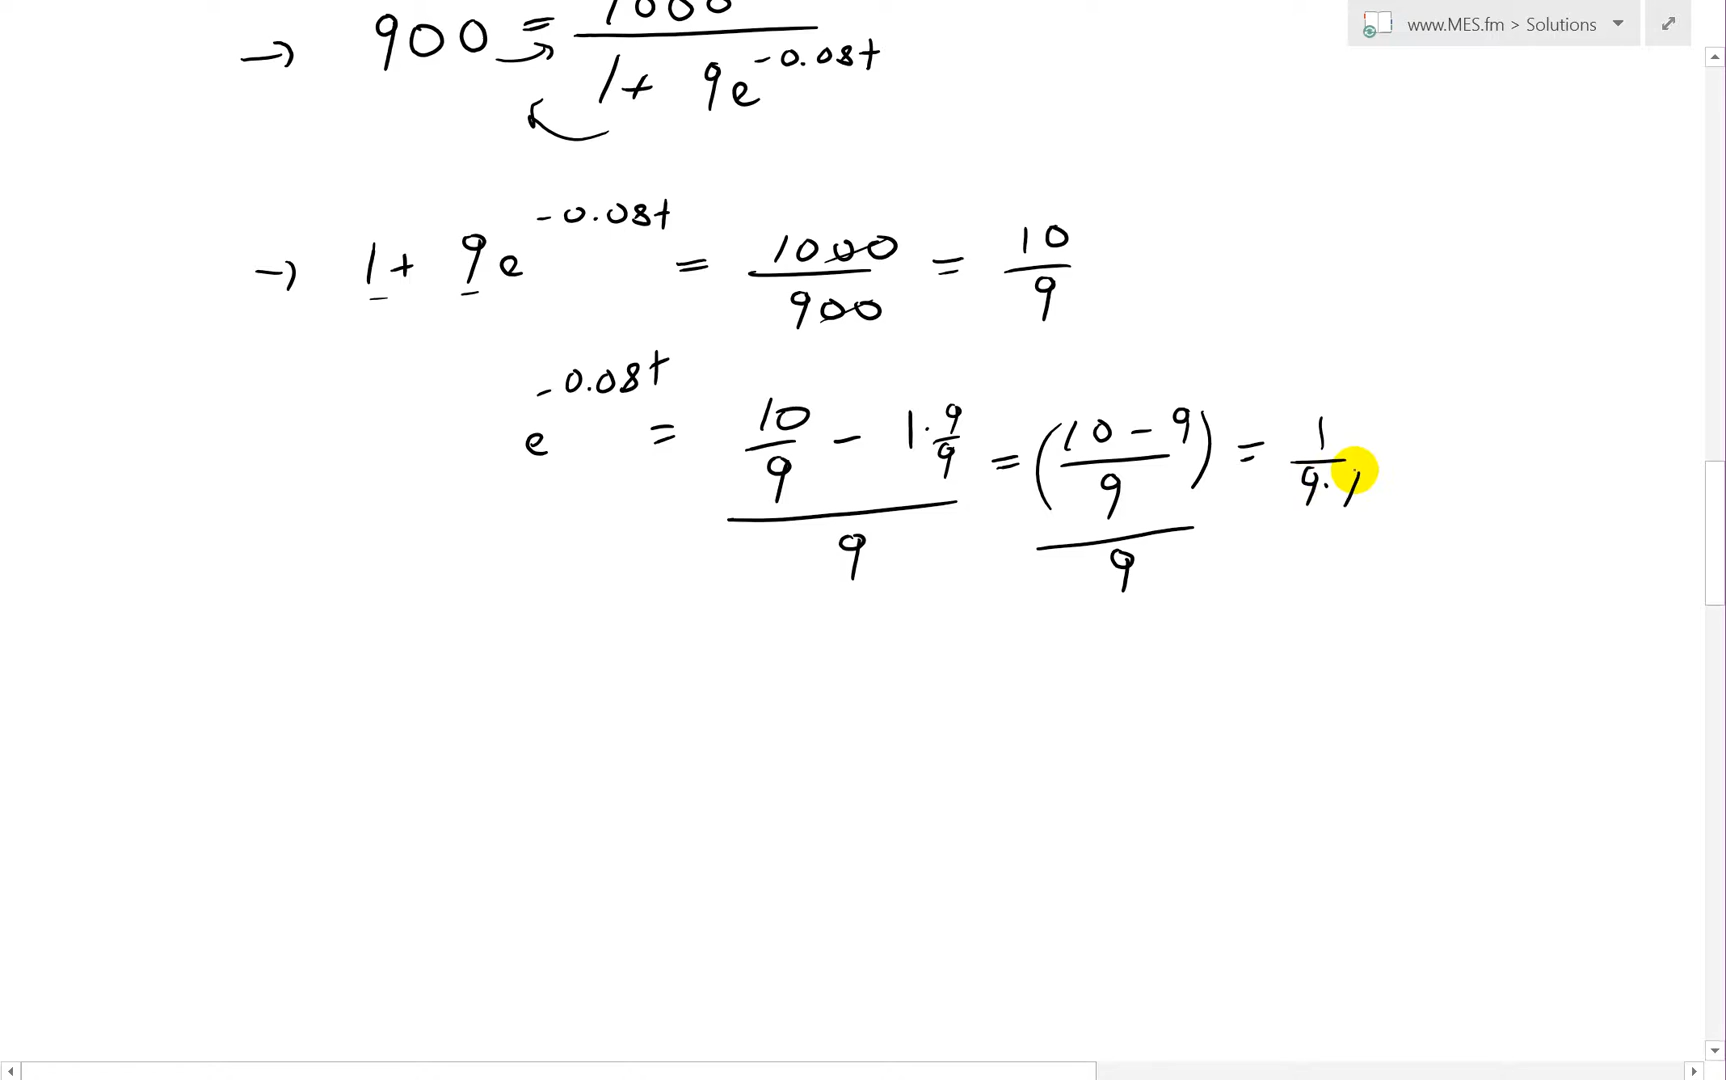 www.MES.fm > Solutions
→ 900 = 1000 / (1 + 9e^(-0.08t))
→ 1 + 9e^(-0.08t) = 1000/900 = 10/9
e^(-0.08t) = (10/9 - 1·9/9)/9 = ((10 - 9)/9)/9 = 1/(9·